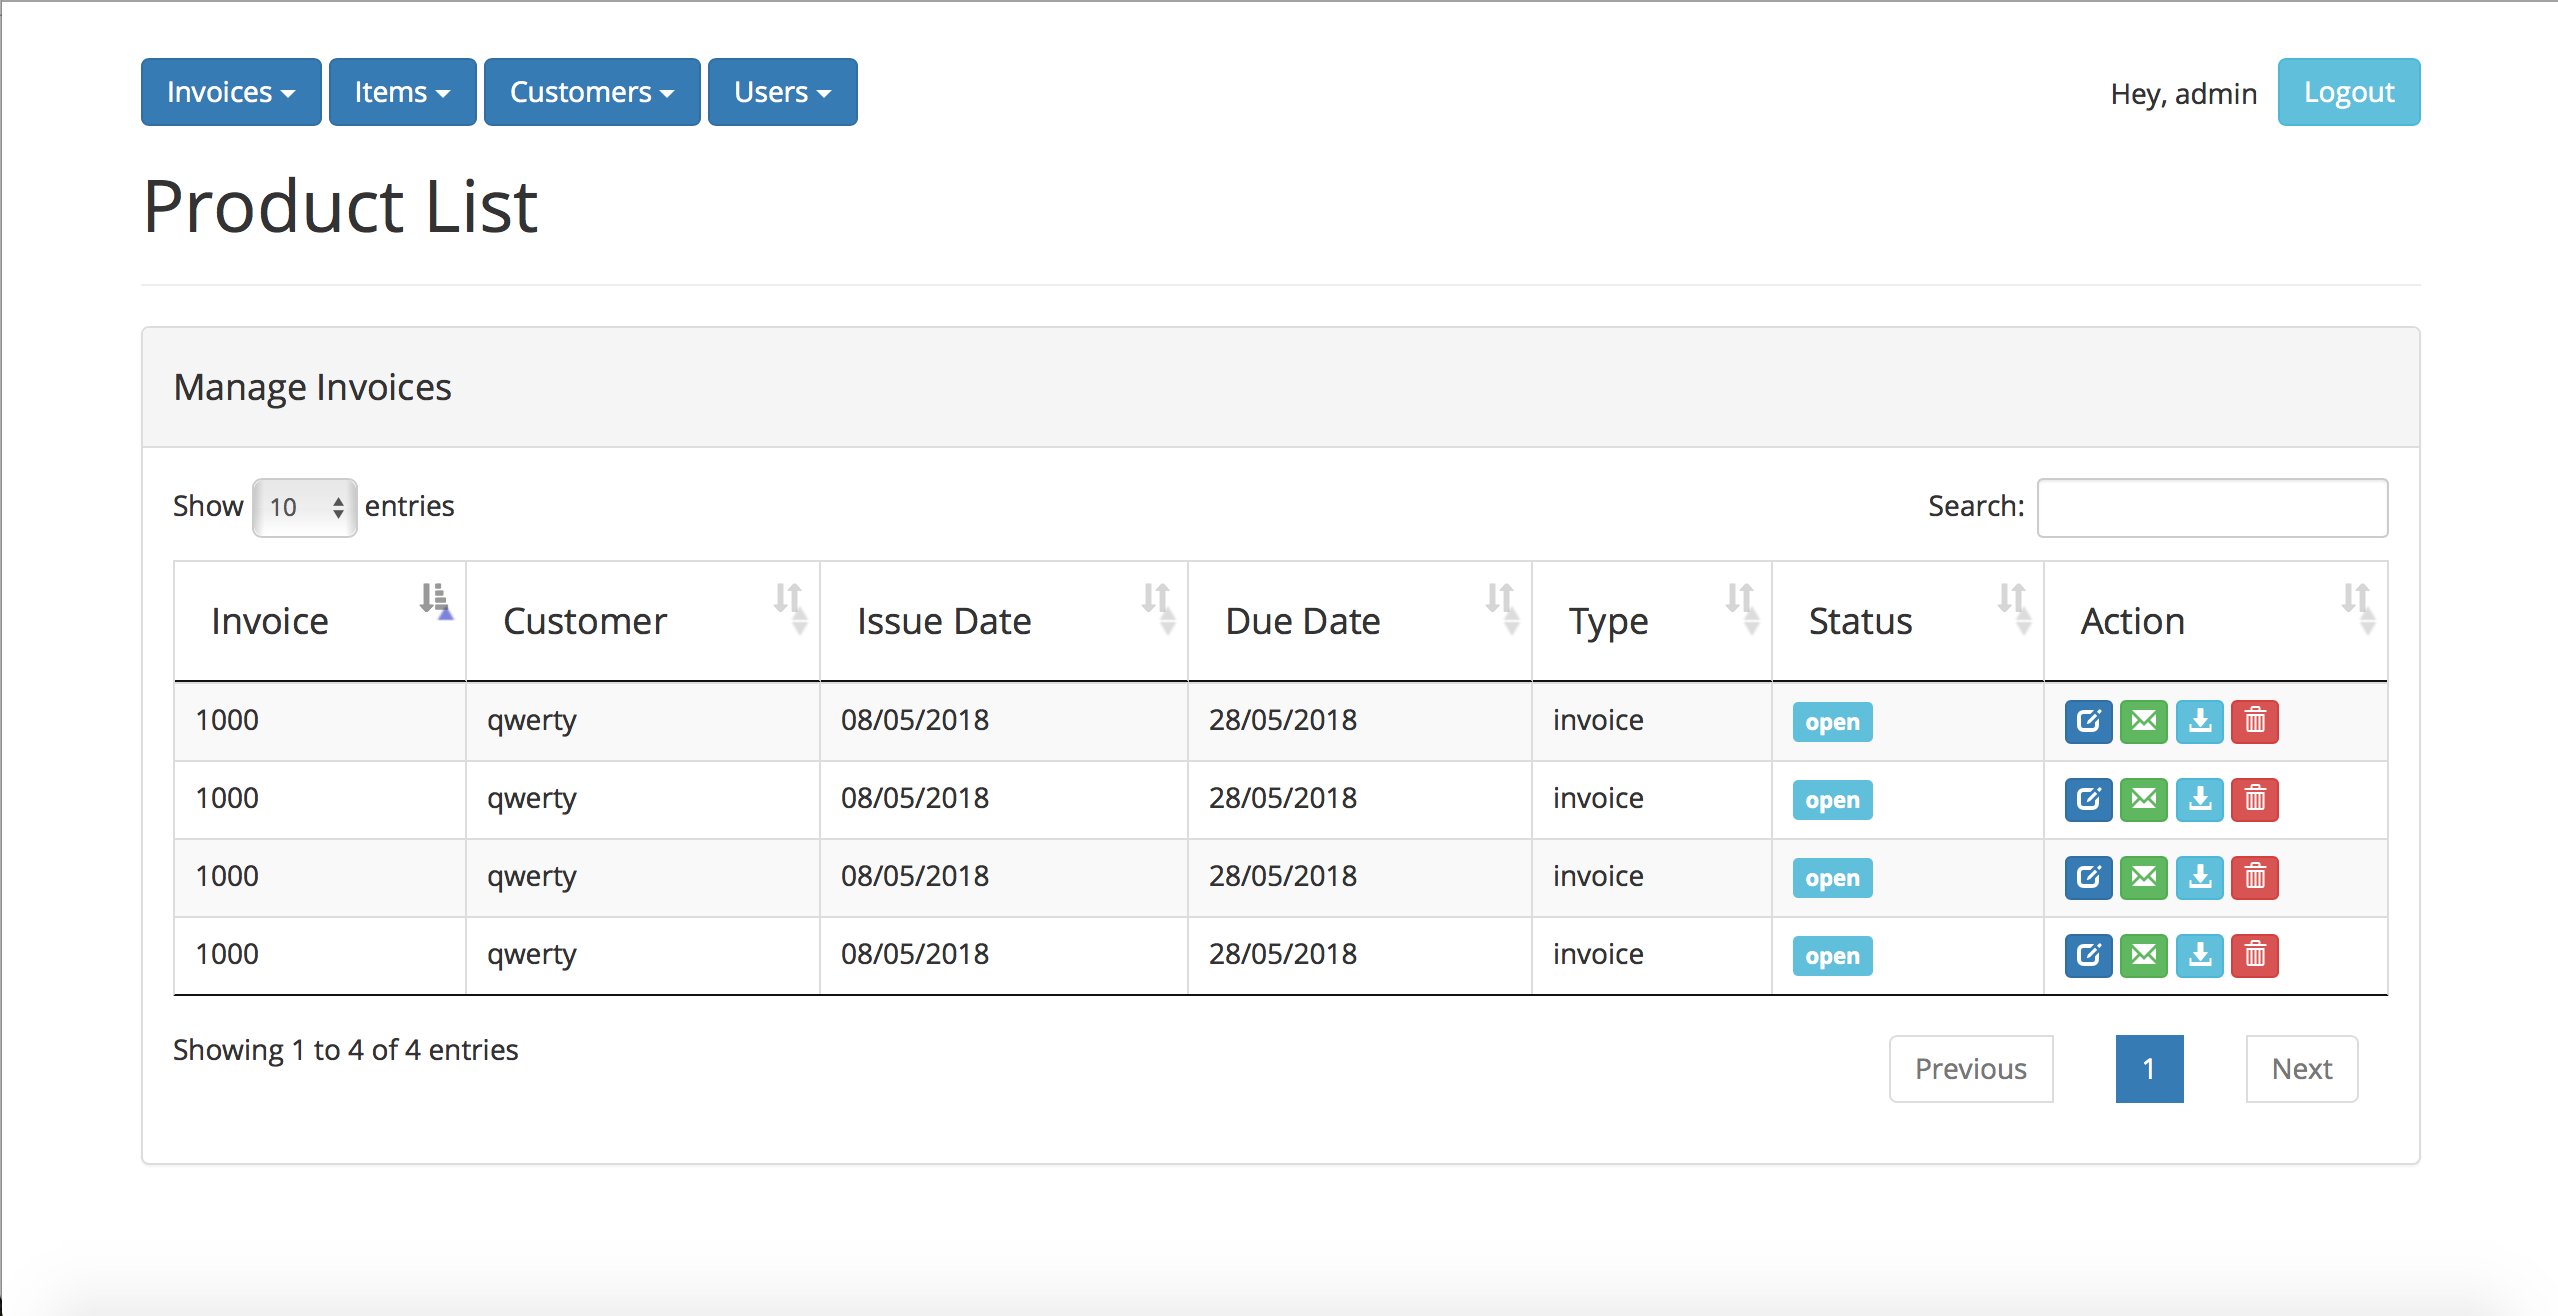 Invoices Items Customers Users Hey, admin Logout
Product List
Manage Invoices
Show 10 entries Search:
Invoice Customer Issue Date Due Date Type Status Action
1000 qwerty 08/05/2018 28/05/2018 invoice open
1000 qwerty 08/05/2018 28/05/2018 invoice open
1000 qwerty 08/05/2018 28/05/2018 invoice open
1000 qwerty 08/05/2018 28/05/2018 invoice open
Showing 1 to 4 of 4 entries Previous 1 Next